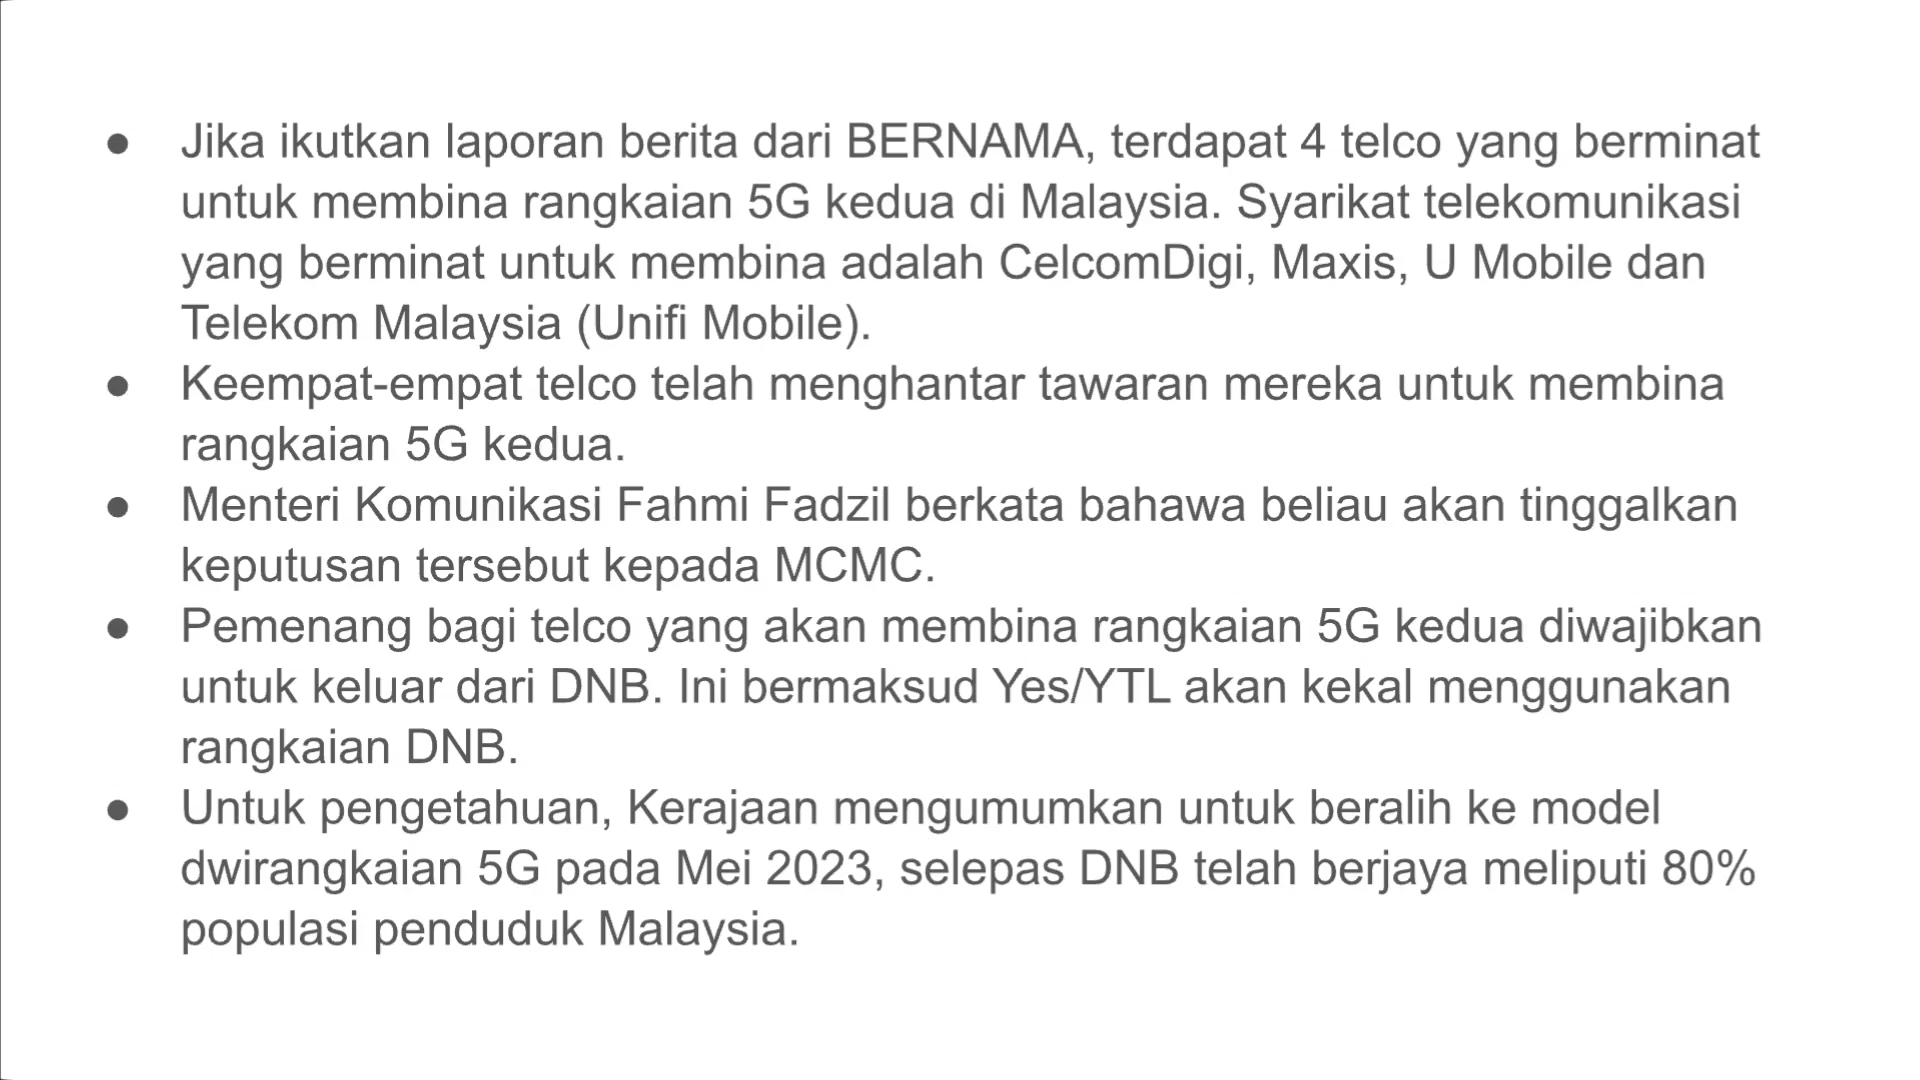 ● Jika ikutkan laporan berita dari BERNAMA, terdapat 4 telco yang berminat
untuk membina rangkaian 5G kedua di Malaysia. Syarikat telekomunikasi
yang berminat untuk membina adalah CelcomDigi, Maxis, U Mobile dan
Telekom Malaysia (Unifi Mobile).
● Keempat-empat telco telah menghantar tawaran mereka untuk membina
rangkaian 5G kedua.
● Menteri Komunikasi Fahmi Fadzil berkata bahawa beliau akan tinggalkan
keputusan tersebut kepada MCMC.
● Pemenang bagi telco yang akan membina rangkaian 5G kedua diwajibkan
untuk keluar dari DNB. Ini bermaksud Yes/YTL akan kekal menggunakan
rangkaian DNB.
● Untuk pengetahuan, Kerajaan mengumumkan untuk beralih ke model
dwirangkaian 5G pada Mei 2023, selepas DNB telah berjaya meliputi 80%
populasi penduduk Malaysia.